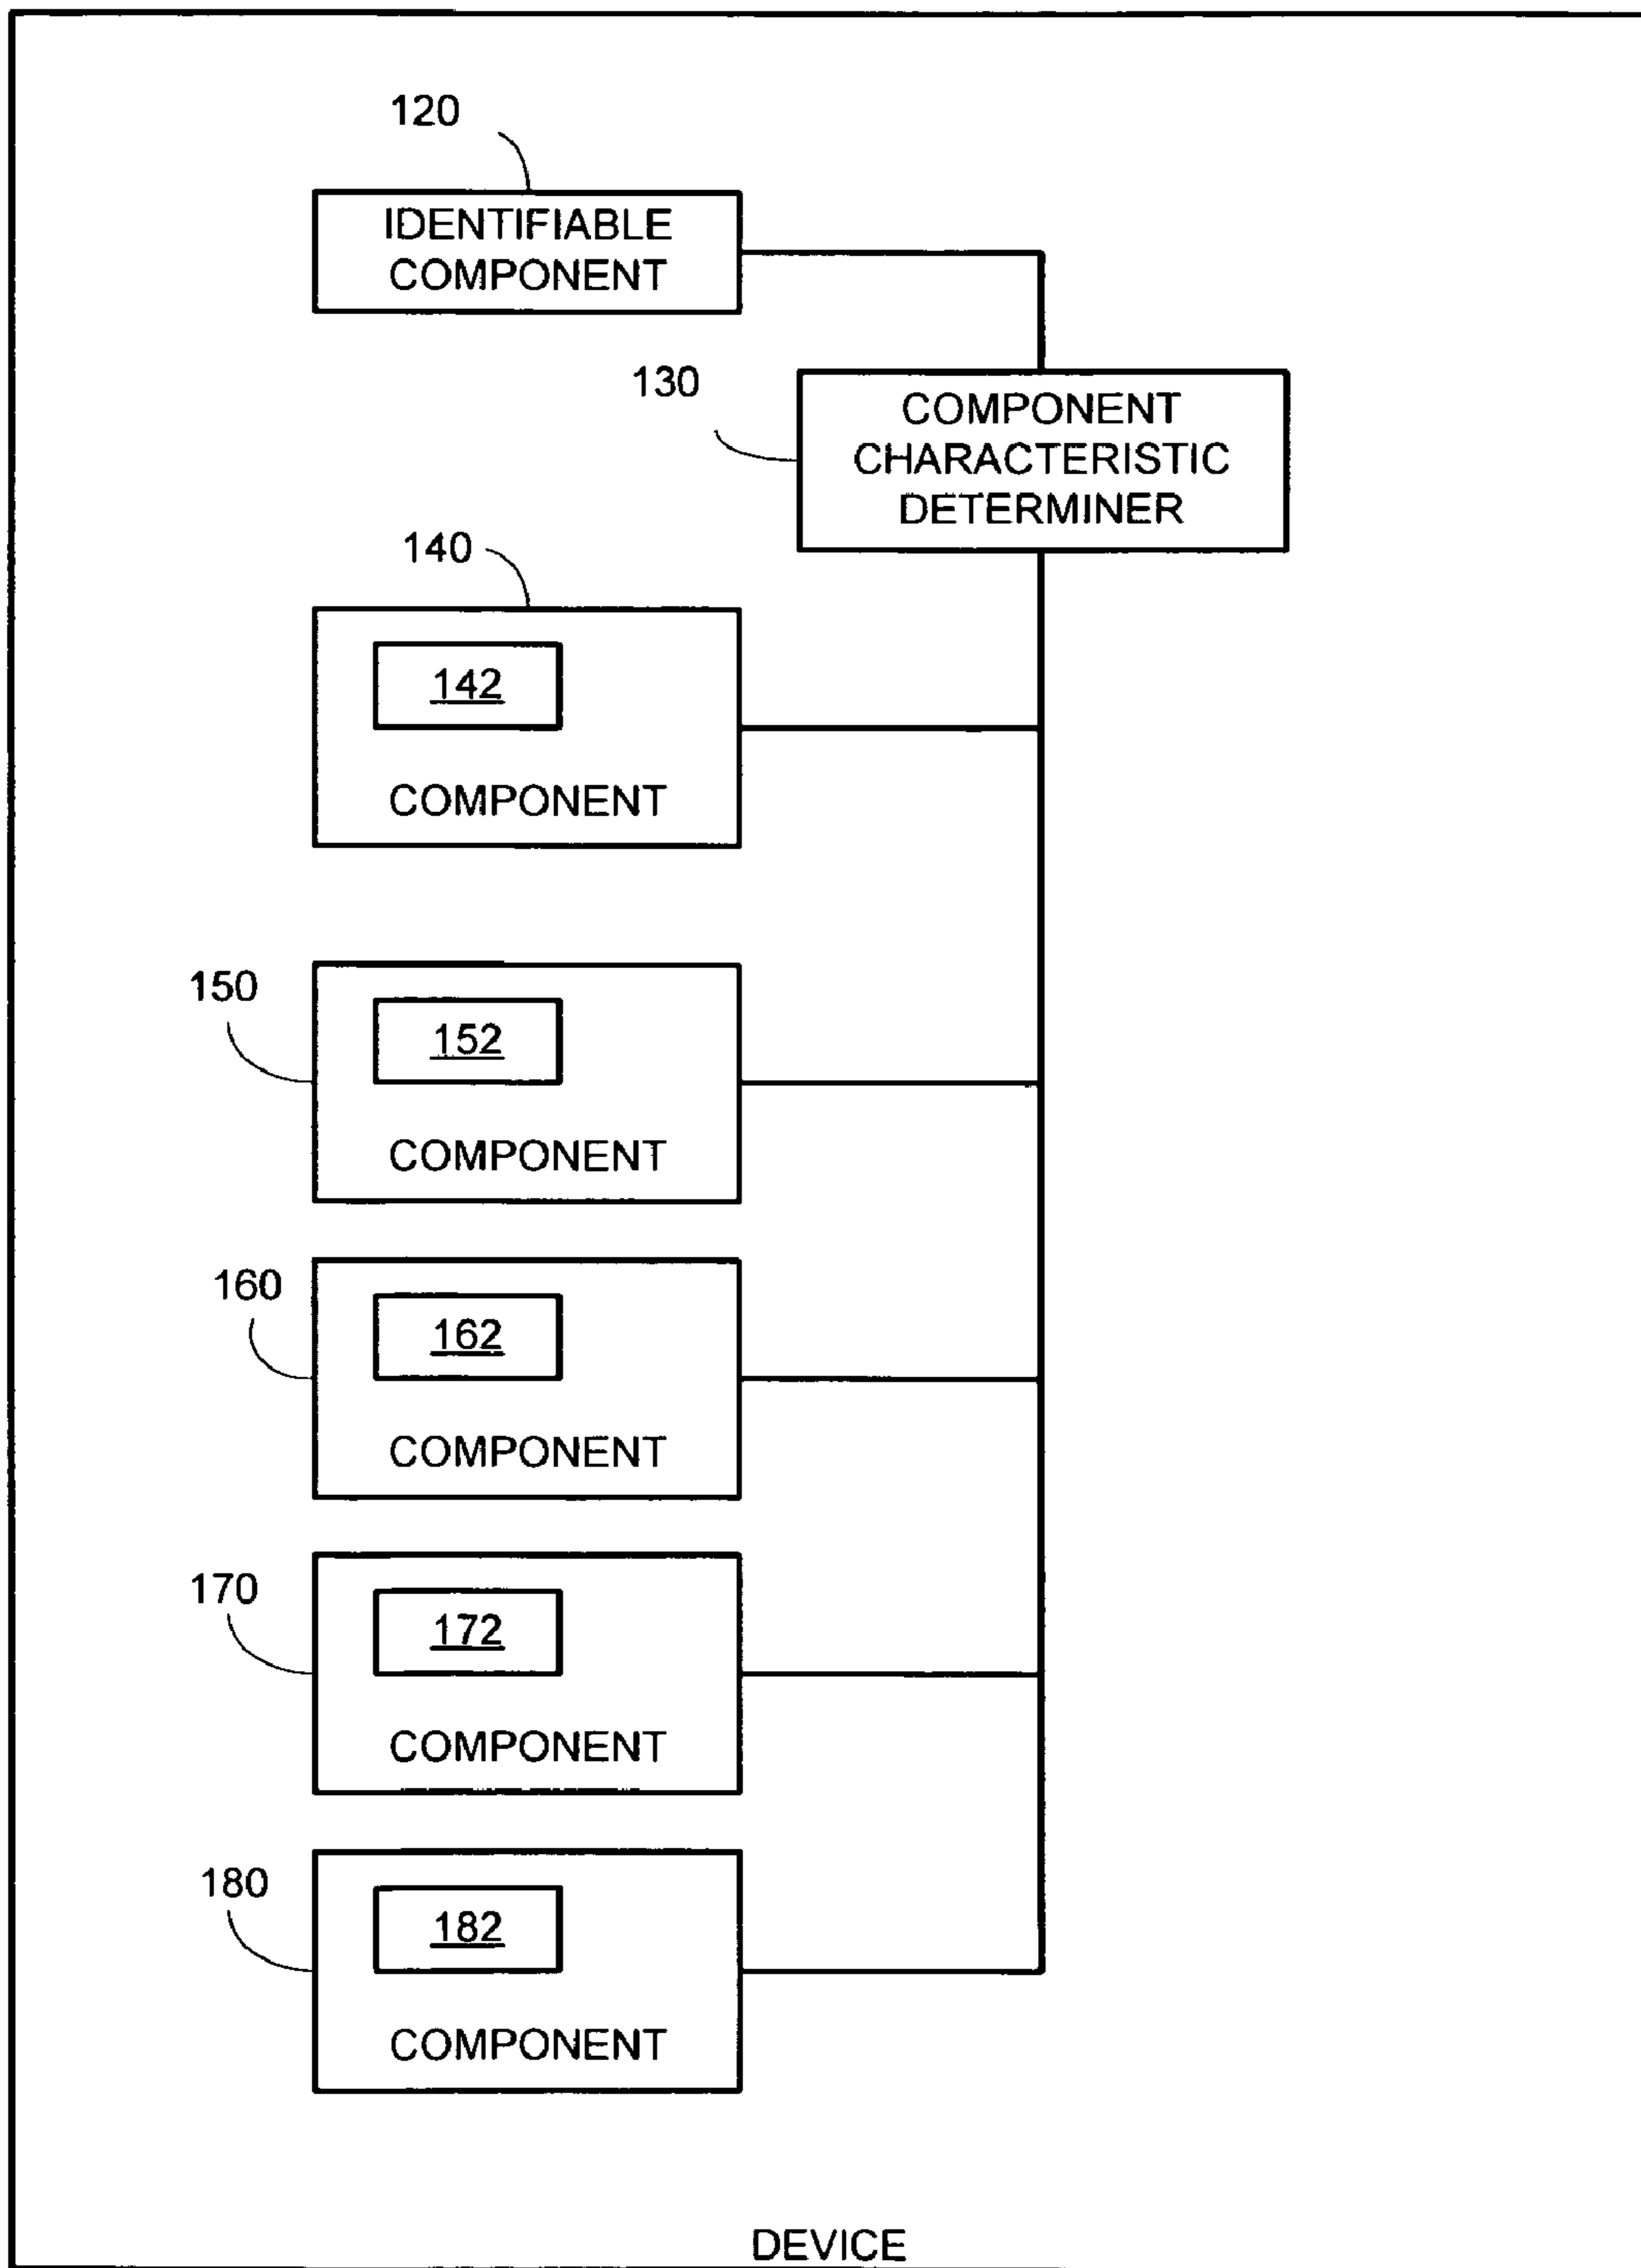 120
IDENTIFIABLE
COMPONENT
130
COMPONENT
CHARACTERISTIC
DETERMINER
140
142
COMPONENT
150
152
COMPONENT
160
162
COMPONENT
170
172
COMPONENT
180
182
COMPONENT
DEVICE